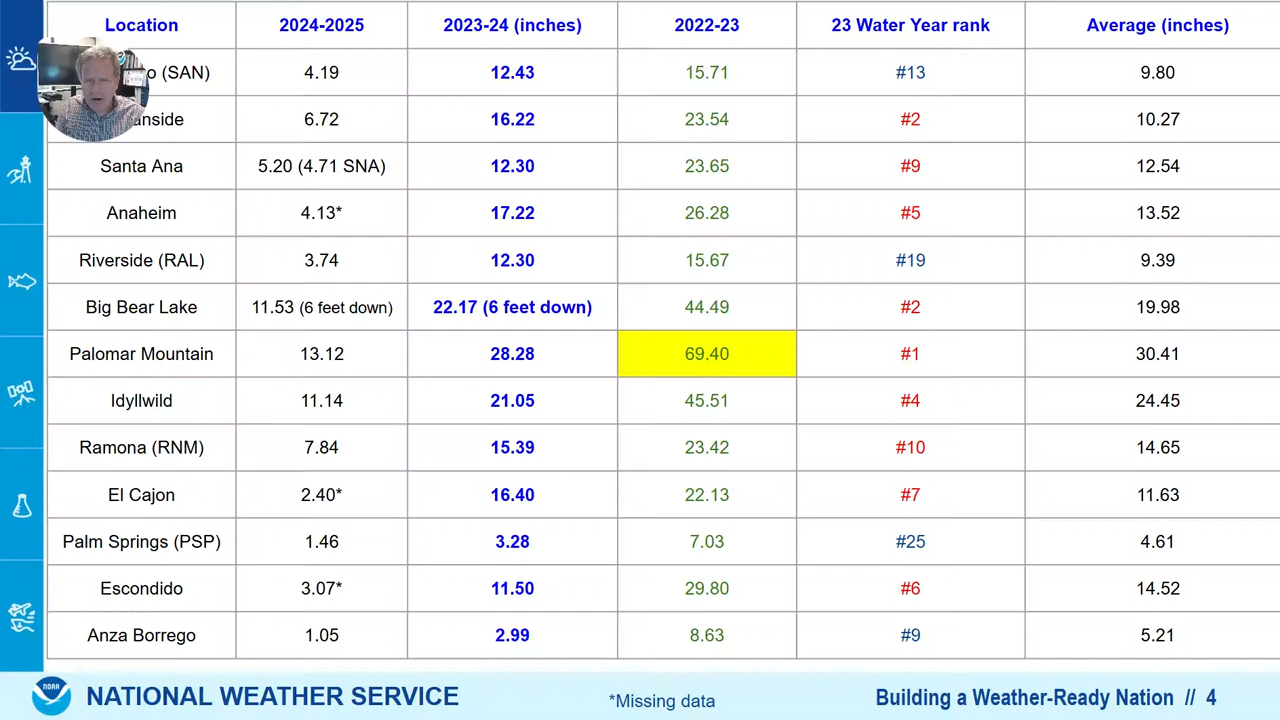 Location 2024-2025 2023-24 (inches) 2022-23 23 Water Year rank Average (inches)
(SAN) 4.19 12.43 15.71 #13 9.80
6.72 16.22 23.54 #2 10.27
Santa Ana 5.20 (4.71 SNA) 12.30 23.65 #9 12.54
Anaheim 4.13* 17.22 26.28 #5 13.52
Riverside (RAL) 3.74 12.30 15.67 #19 9.39
Big Bear Lake 11.53 (6 feet down) 22.17 (6 feet down) 44.49 #2 19.98
Palomar Mountain 13.12 28.28 69.40 #1 30.41
Idyllwild 11.14 21.05 45.51 #4 24.45
Ramona (RNM) 7.84 15.39 23.42 #10 14.65
El Cajon 2.40* 16.40 22.13 #7 11.63
Palm Springs (PSP) 1.46 3.28 7.03 #25 4.61
Escondido 3.07* 11.50 29.80 #6 14.52
Anza Borrego 1.05 2.99 8.63 #9 5.21
NOAA NATIONAL WEATHER SERVICE *Missing data Building a Weather-Ready Nation // 4